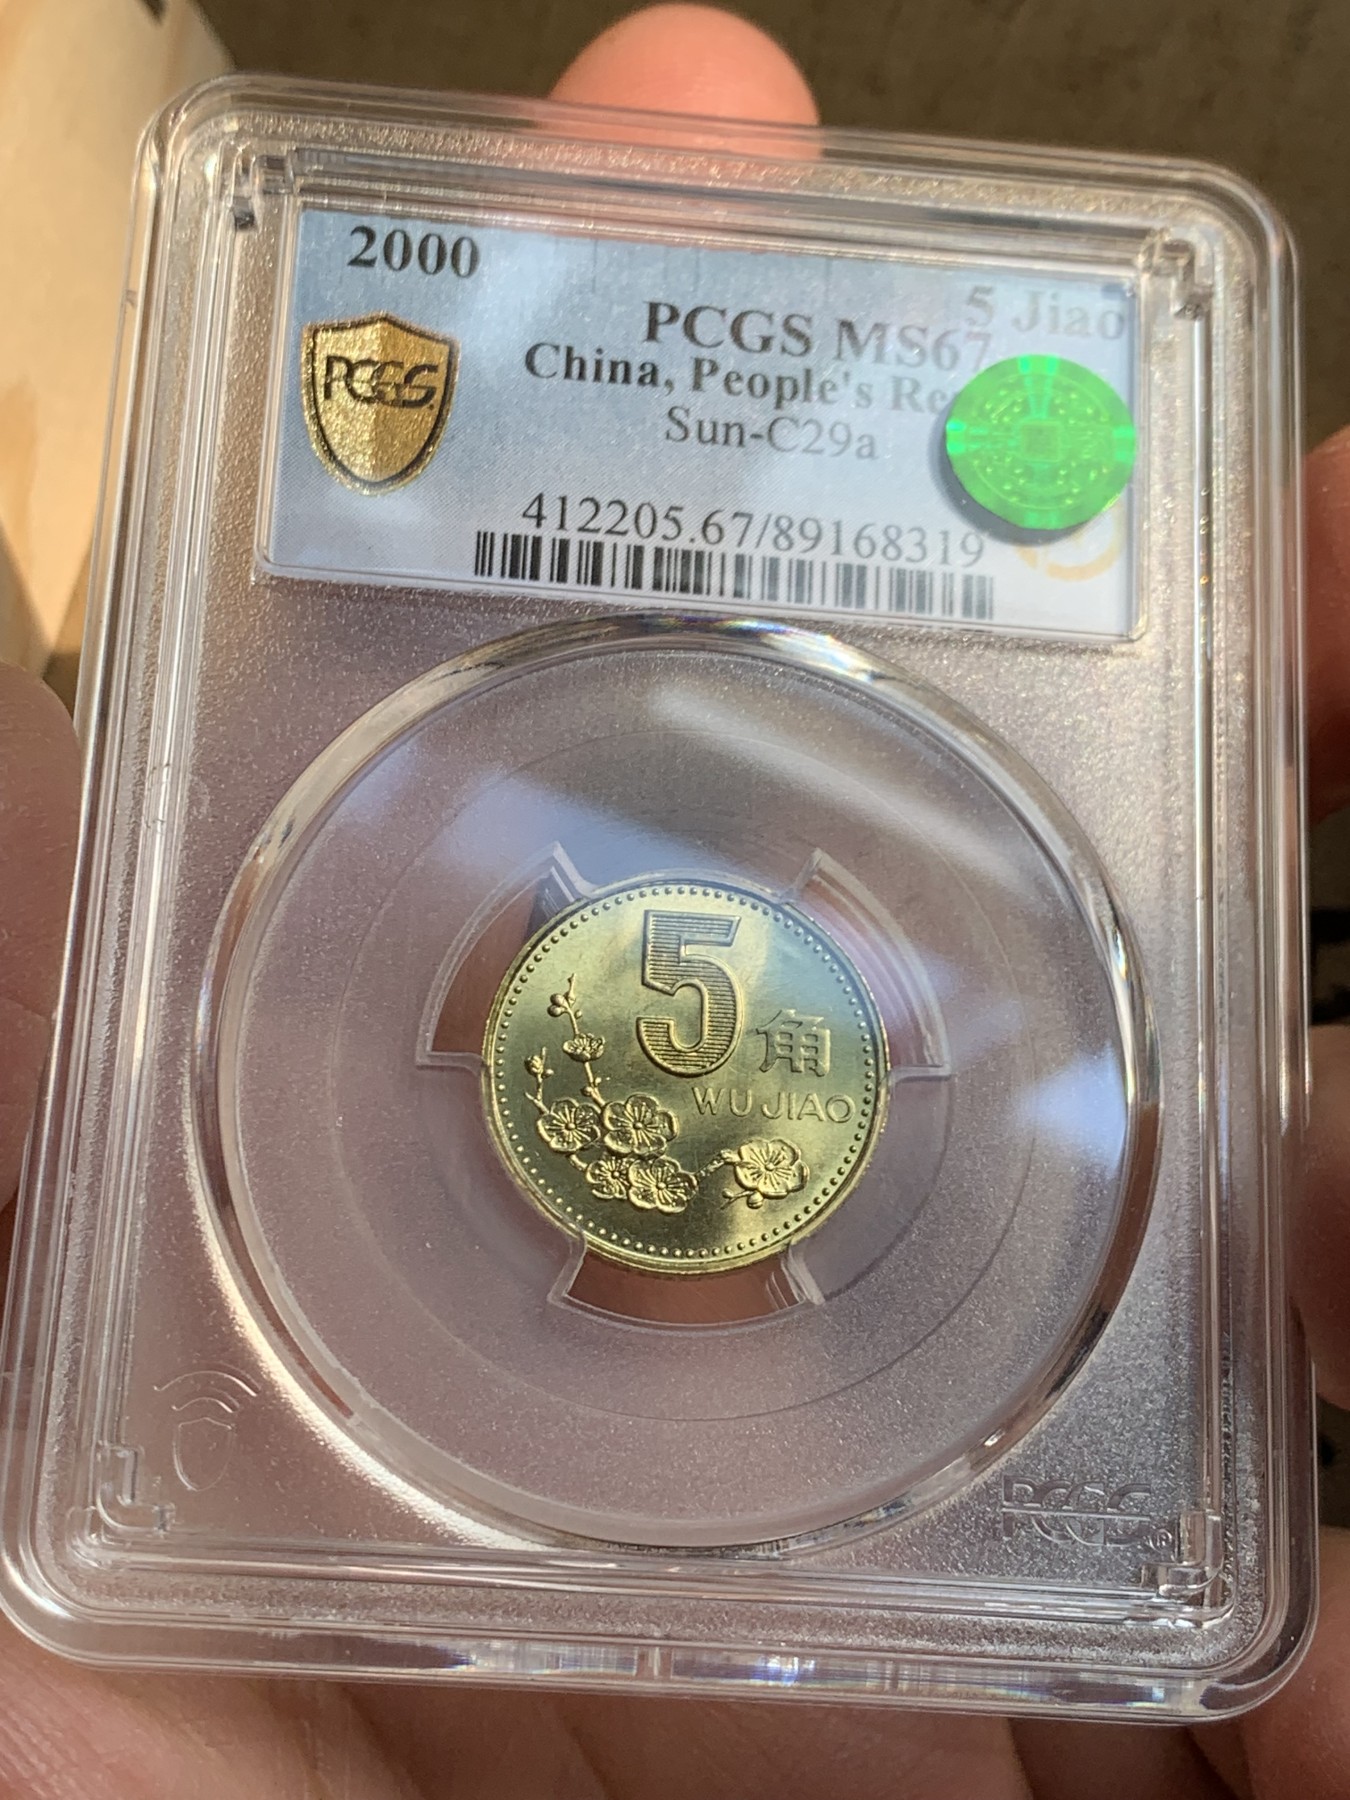 2000
5 Jiao
PCGS MS67
China, People's Re
Sun-C29a
412205.67/89168319
PCGS
5角
WU JIAO
PCGS